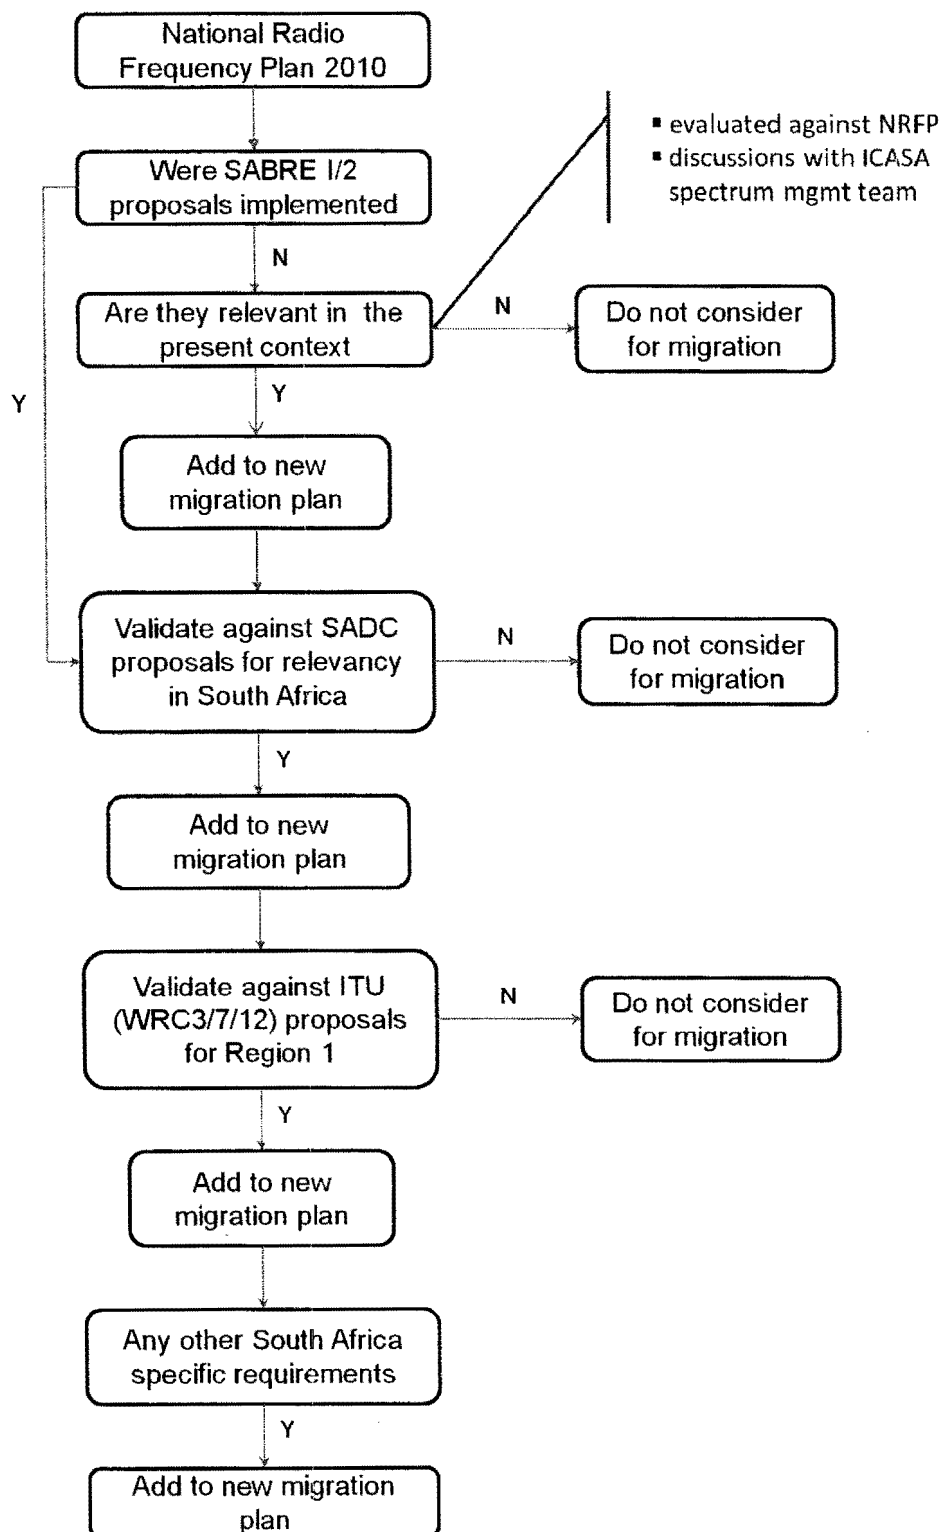 National Radio
Frequency Plan 2010
▪ evaluated against NRFP
▪ discussions with ICASA
spectrum mgmt team
Were SABRE I/2
proposals implemented
N
Are they relevant in the
present context
N
Do not consider
for migration
Y
Y
Add to new
migration plan
Validate against SADC
proposals for relevancy
in South Africa
N
Do not consider
for migration
Y
Add to new
migration plan
Validate against ITU
(WRC3/7/12) proposals
for Region 1
N
Do not consider
for migration
Y
Add to new
migration plan
Any other South Africa
specific requirements
Y
Add to new migration
plan